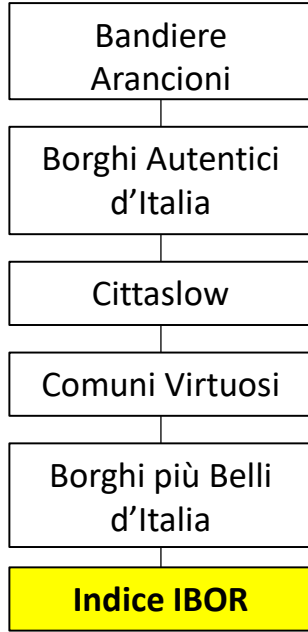 Bandiere
Arancioni
Borghi Autentici
d’Italia
Cittaslow
Comuni Virtuosi
Borghi più Belli
d’Italia
Indice IBOR